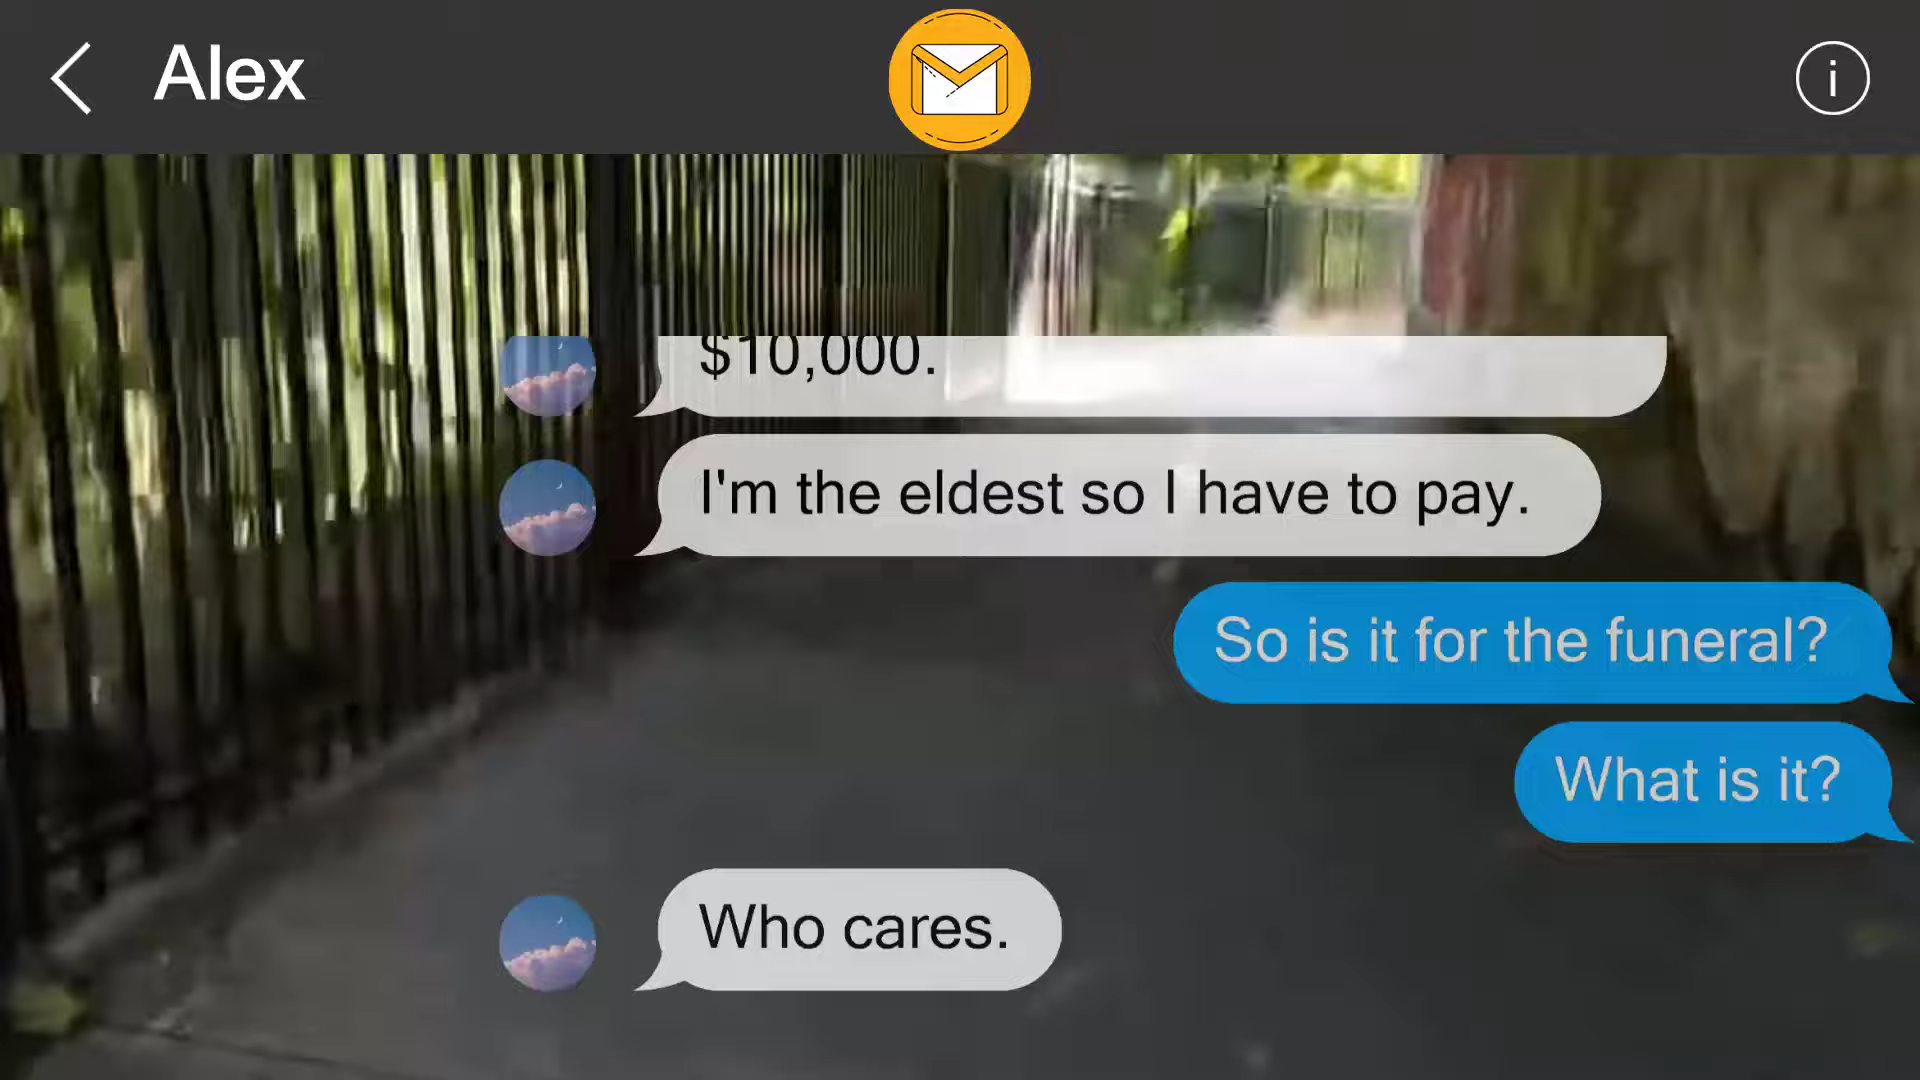 Alex
i
$10,000.
I'm the eldest so I have to pay.
So is it for the funeral?
What is it?
Who cares.